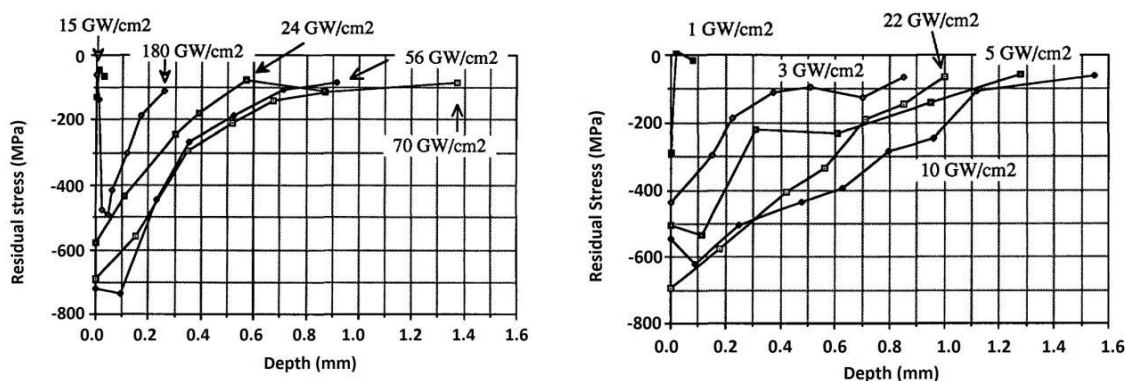 15 GW/cm2
180 GW/cm2
24 GW/cm2
56 GW/cm2
70 GW/cm2
Residual stress (MPa)
0
-200
-400
-600
-800
0.0 0.2 0.4 0.6 0.8 1.0 1.2 1.4 1.6
Depth (mm)
1 GW/cm2
3 GW/cm2
22 GW/cm2
5 GW/cm2
10 GW/cm2
Residual Stress (MPa)
0
-200
-400
-600
-800
0.0 0.2 0.4 0.6 0.8 1.0 1.2 1.4 1.6
Depth (mm)